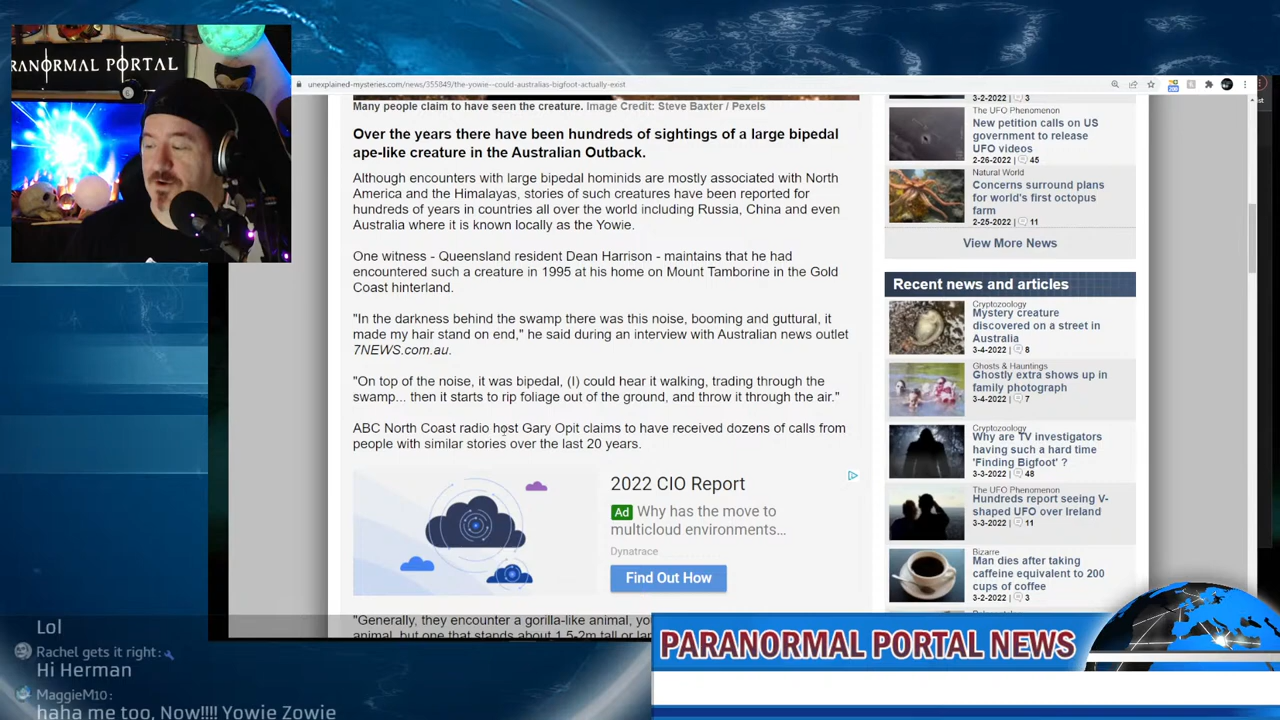 RANORMAL PORTAL
unexplained-mysteries.com/news/355849/the-yowie--could-australias-bigfoot-actually-exist
Many people claim to have seen the creature. Image Credit: Steve Baxter / Pexels
Over the years there have been hundreds of sightings of a large bipedal
ape-like creature in the Australian Outback.
Although encounters with large bipedal hominids are mostly associated with North
America and the Himalayas, stories of such creatures have been reported for
hundreds of years in countries all over the world including Russia, China and even
Australia where it is known locally as the Yowie.
One witness - Queensland resident Dean Harrison - maintains that he had
encountered such a creature in 1995 at his home on Mount Tamborine in the Gold
Coast hinterland.
"In the darkness behind the swamp there was this noise, booming and guttural, it
made my hair stand on end," he said during an interview with Australian news outlet
7NEWS.com.au.
"On top of the noise, it was bipedal, (I) could hear it walking, trading through the
swamp... then it starts to rip foliage out of the ground, and throw it through the air."
ABC North Coast radio host Gary Opit claims to have received dozens of calls from
people with similar stories over the last 20 years.
2022 CIO Report
Ad Why has the move to
multicloud environments...
Dynatrace
Find Out How
"Generally, they encounter a gorilla-like animal, yo
animal, but one that stands about 1.5-2m tall or la
3-2-2022 | 3
The UFO Phenomenon
New petition calls on US
government to release
UFO videos
2-26-2022 | 45
Natural World
Concerns surround plans
for world's first octopus
farm
2-25-2022 | 11
View More News
Recent news and articles
Cryptozoology
Mystery creature
discovered on a street in
Australia
3-4-2022 | 8
Ghosts & Hauntings
Ghostly extra shows up in
family photograph
3-4-2022 | 7
Cryptozoology
Why are TV investigators
having such a hard time
'Finding Bigfoot' ?
3-3-2022 | 48
The UFO Phenomenon
Hundreds report seeing V-
shaped UFO over Ireland
3-3-2022 | 11
Bizarre
Man dies after taking
caffeine equivalent to 200
cups of coffee
3-2-2022 | 3
Lol
Rachel gets it right:
Hi Herman
MaggieM10:
haha me too, Now!!!! Yowie Zowie
PARANORMAL PORTAL NEWS